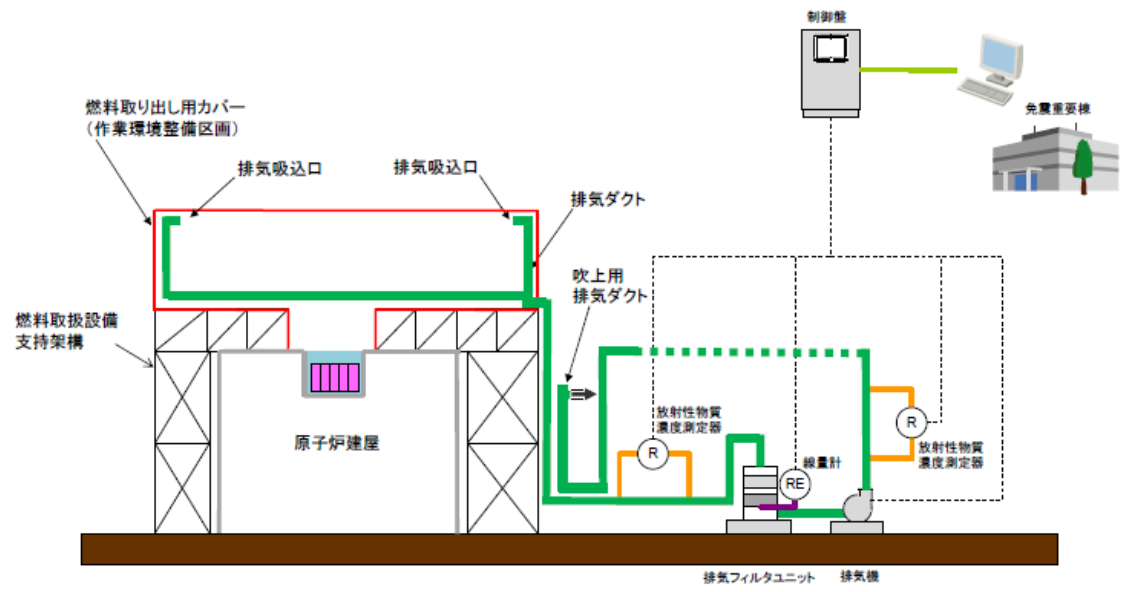 制御盤
免震重要棟
燃料取り出し用カバー
（作業環境整備区画）
排気吸込口
排気吸込口
排気ダクト
吹上用
排気ダクト
燃料取扱設備
支持架構
原子炉建屋
放射性物質
濃度測定器
R
線量計
RE
R
放射性物質
濃度測定器
排気フィルタユニット
排気機